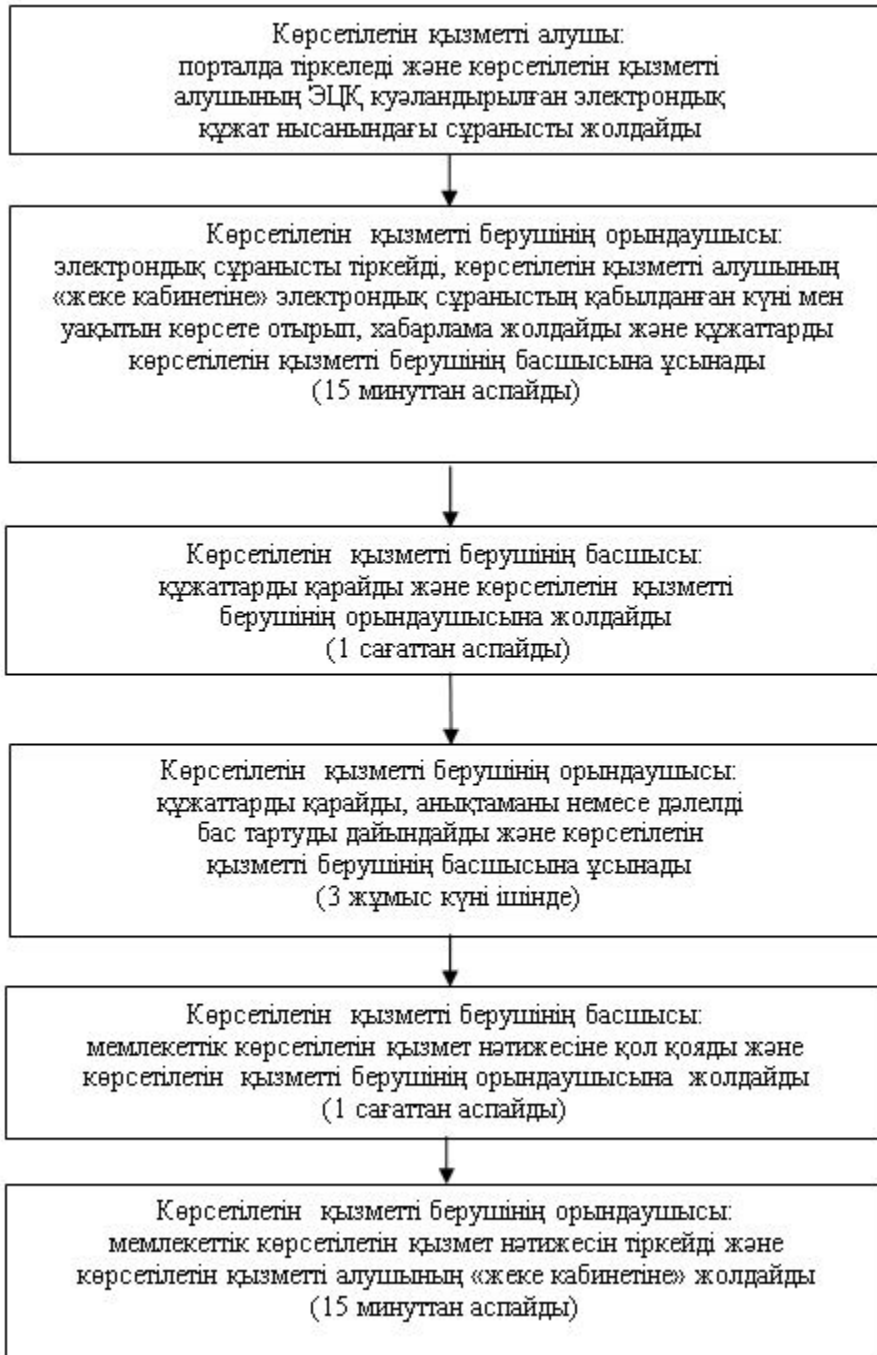 Көрсетілетін қызметті алушы:
порталда тіркеледі және көрсетілетін қызметті
алушының ЭЦҚ куәландырылған электрондық
құжат нысанындағы сұранысты жолдайды
Көрсетілетін қызметті берушінің орындаушысы:
электрондық сұранысты тіркейді, көрсетілетін қызметті алушының
«жеке кабинетіне» электрондық сұраныстың қабылданған күні мен
уақытын көрсете отырып, хабарлама жолдайды және құжаттарды
көрсетілетін қызметті берушінің басшысына ұсынады
(15 минуттан аспайды)
Көрсетілетін қызметті берушінің басшысы:
құжаттарды қарайды және көрсетілетін қызметті
берушінің орындаушысына жолдайды
(1 сағаттан аспайды)
Көрсетілетін қызметті берушінің орындаушысы:
құжаттарды қарайды, анықтаманы немесе дәлелді
бас тартуды дайындайды және көрсетілетін
қызметті берушінің басшысына ұсынады
(3 жұмыс күні ішінде)
Көрсетілетін қызметті берушінің басшысы:
мемлекеттік көрсетілетін қызмет нәтижесіне қол қояды және
көрсетілетін қызметті берушінің орындаушысына жолдайды
(1 сағаттан аспайды)
Көрсетілетін қызметті берушінің орындаушысы:
мемлекеттік көрсетілетін қызмет нәтижесін тіркейді және
көрсетілетін қызметті алушының «жеке кабинетіне» жолдайды
(15 минуттан аспайды)